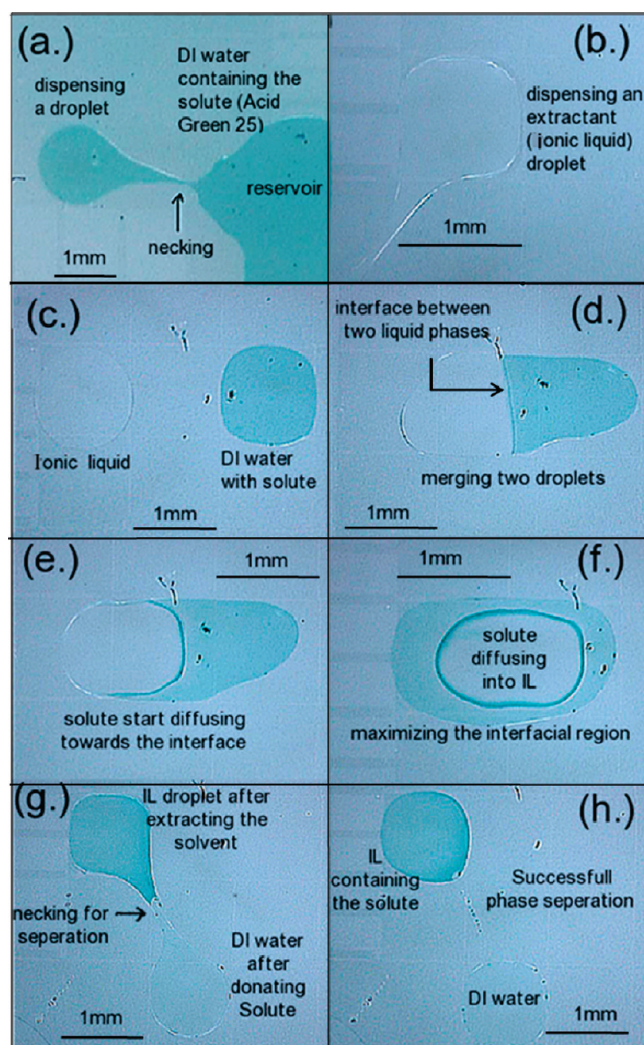 (a.)
dispensing
a droplet
DI water
containing the
solute (Acid
Green 25)
reservoir
necking
1mm
(b.)
dispensing an
extractant
(ionic liquid)
droplet
1mm
(c.)
Ionic liquid
DI water
with solute
1mm
(d.)
interface between
two liquid phases
merging two droplets
1mm
(e.)
1mm
solute start diffusing
towards the interface
(f.)
1mm
solute
diffusing
into IL
maximizing the interfacial region
(g.)
IL droplet after
extracting the
solvent
necking for
seperation
DI water
after
donating
Solute
1mm
(h.)
IL
containing
the solute
Successfull
phase seperation
DI water
1mm